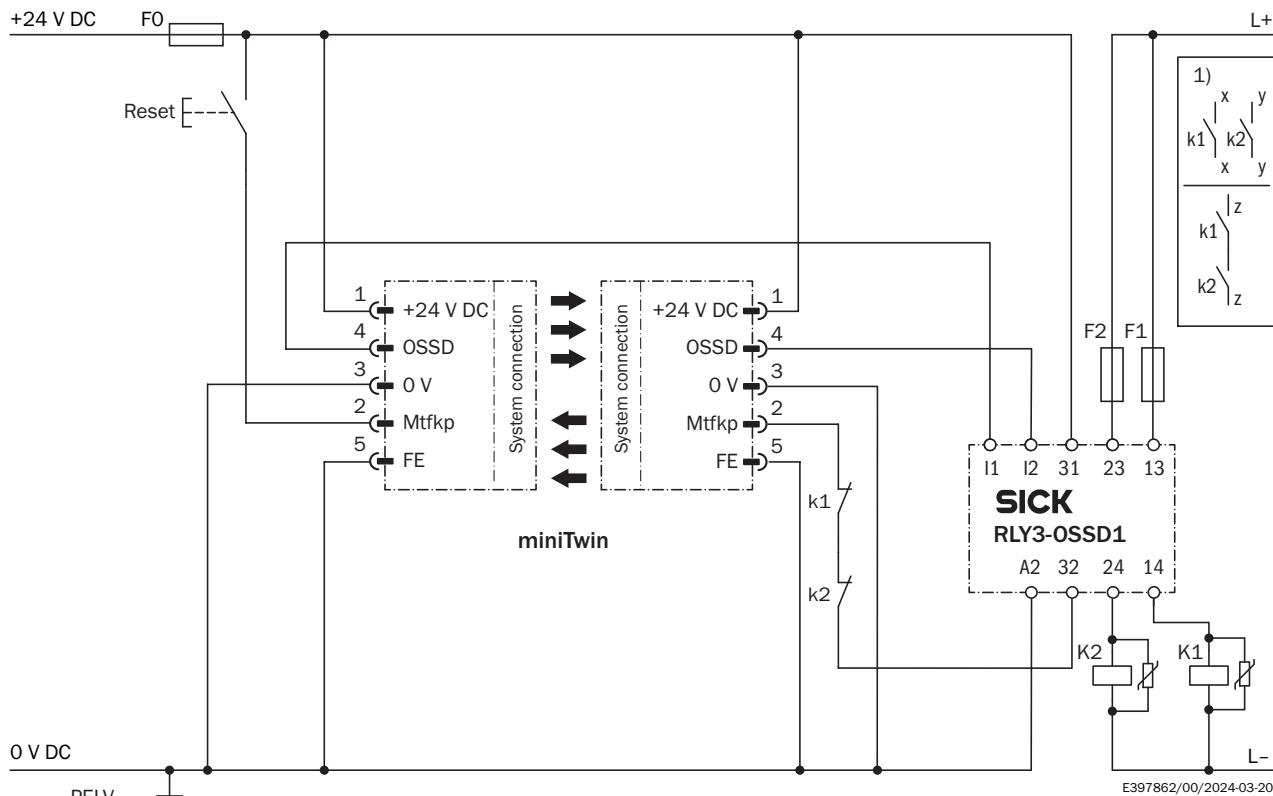 +24 V DC
F0
L+
Reset
1)
x
y
k1
k2
x
y
z
k1
k2
z
1
+24 V DC
4
OSSD
3
0 V
2
Mtfkp
5
FE
System connection
System connection
+24 V DC
1
OSSD
4
0 V
3
Mtfkp
2
FE
5
miniTwin
k1
k2
F2
F1
I1
I2
31
23
13
SICK
RLY3-OSSD1
A2
32
24
14
K2
K1
0 V DC
L–
PELV
E397862/00/2024-03-20